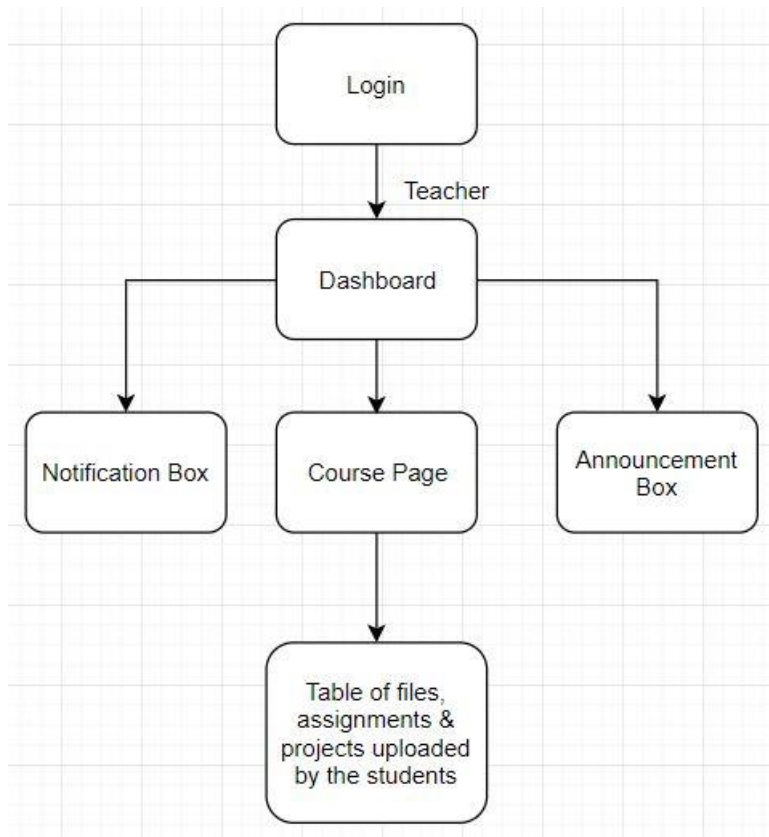 Login
Teacher
Dashboard
Notification Box
Course Page
Announcement
Box
Table of files,
assignments &
projects uploaded
by the students